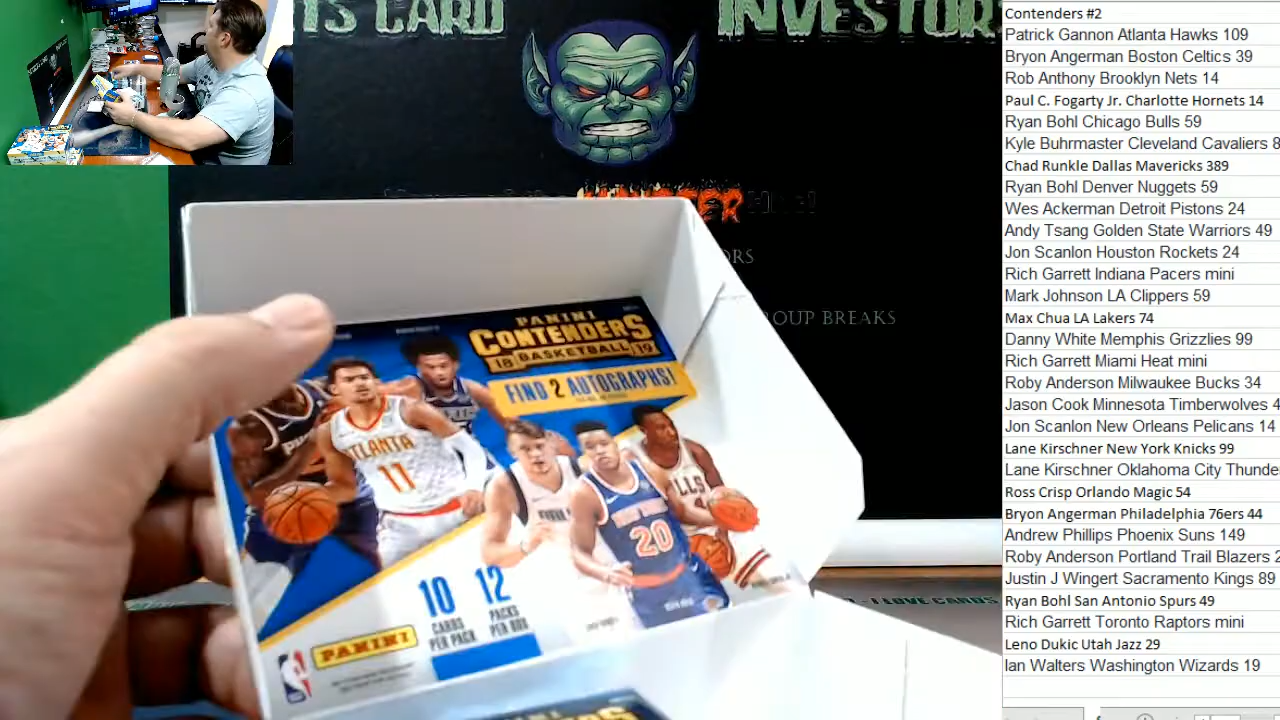 TS CARD INVESTORS
GROUP BREAKS
I LOVE CARDS
PANINI
CONTENDERS
18 BASKETBALL 19
FIND 2 AUTOGRAPHS!
ATLANTA
11
20
10 CARDS PER PACK
12 PACKS PER BOX
PANINI
NBA
Contenders #2
Patrick Gannon Atlanta Hawks 109
Bryon Angerman Boston Celtics 39
Rob Anthony Brooklyn Nets 14
Paul C. Fogarty Jr. Charlotte Hornets 14
Ryan Bohl Chicago Bulls 59
Kyle Buhrmaster Cleveland Cavaliers 8
Chad Runkle Dallas Mavericks 389
Ryan Bohl Denver Nuggets 59
Wes Ackerman Detroit Pistons 24
Andy Tsang Golden State Warriors 49
Jon Scanlon Houston Rockets 24
Rich Garrett Indiana Pacers mini
Mark Johnson LA Clippers 59
Max Chua LA Lakers 74
Danny White Memphis Grizzlies 99
Rich Garrett Miami Heat mini
Roby Anderson Milwaukee Bucks 34
Jason Cook Minnesota Timberwolves 4
Jon Scanlon New Orleans Pelicans 14
Lane Kirschner New York Knicks 99
Lane Kirschner Oklahoma City Thunde
Ross Crisp Orlando Magic 54
Bryon Angerman Philadelphia 76ers 44
Andrew Phillips Phoenix Suns 149
Roby Anderson Portland Trail Blazers 2
Justin J Wingert Sacramento Kings 89
Ryan Bohl San Antonio Spurs 49
Rich Garrett Toronto Raptors mini
Leno Dukic Utah Jazz 29
Ian Walters Washington Wizards 19